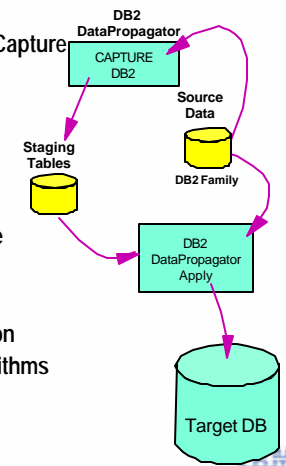 DB2
DataPropagator
Capture
CAPTURE
DB2
Source
Data
Staging
Tables
DB2 Family
e
DB2
DataPropagator
Apply
on
ithms
Target DB